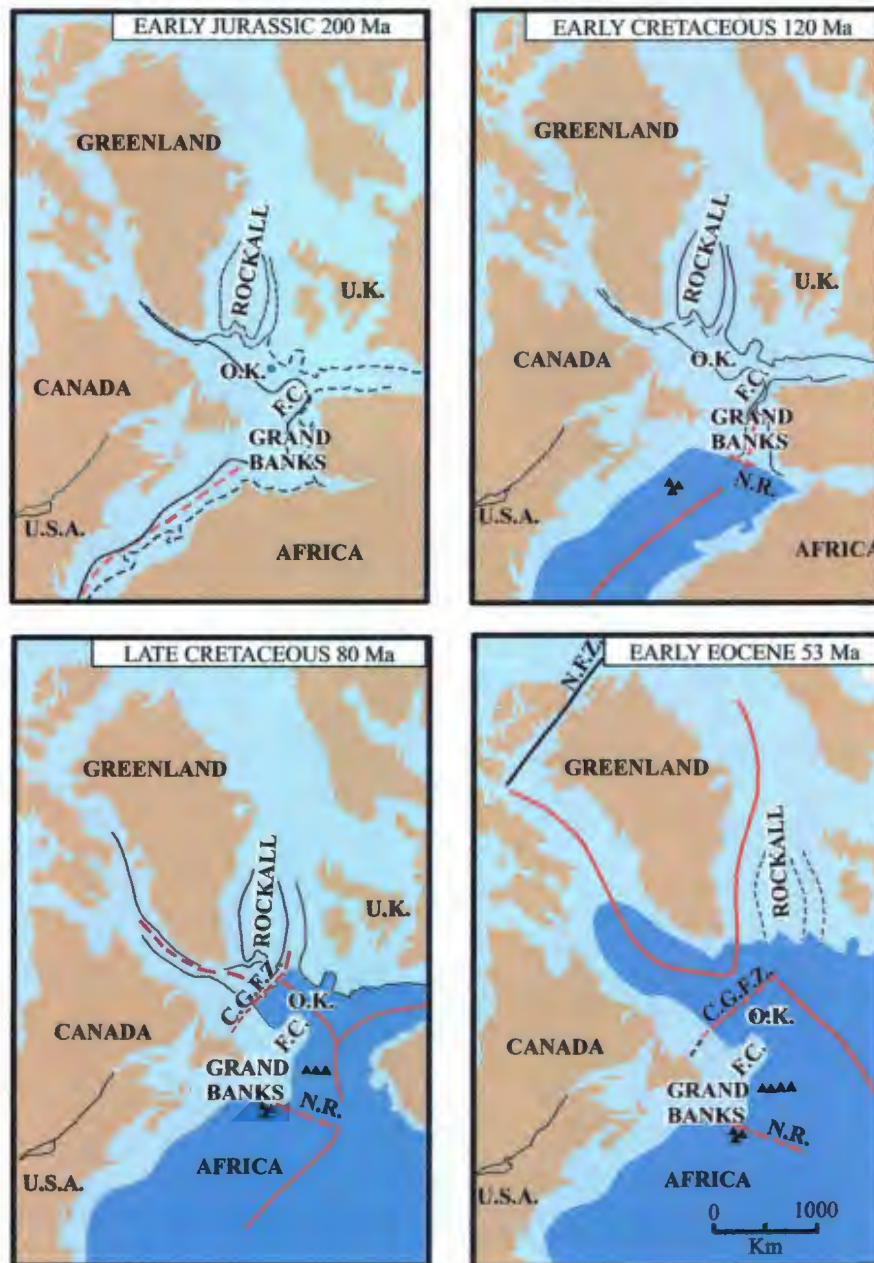 EARLY JURASSIC 200 Ma
GREENLAND
ROCKALL
U.K.
O.K.
CANADA
F.C.
GRAND
BANKS
U.S.A.
AFRICA
EARLY CRETACEOUS 120 Ma
GREENLAND
ROCKALL
U.K.
O.K.
CANADA
F.C.
GRAND
BANKS
N.R.
U.S.A.
AFRICA
LATE CRETACEOUS 80 Ma
GREENLAND
ROCKALL
U.K.
C.G.F.Z.
O.K.
CANADA
F.C.
GRAND
BANKS
N.R.
AFRICA
U.S.A.
EARLY EOCENE 53 Ma
N.F.Z.
GREENLAND
ROCKALL
C.G.F.Z.
O.K.
CANADA
F.C.
GRAND
BANKS
N.R.
AFRICA
U.S.A.
0 1000
Km